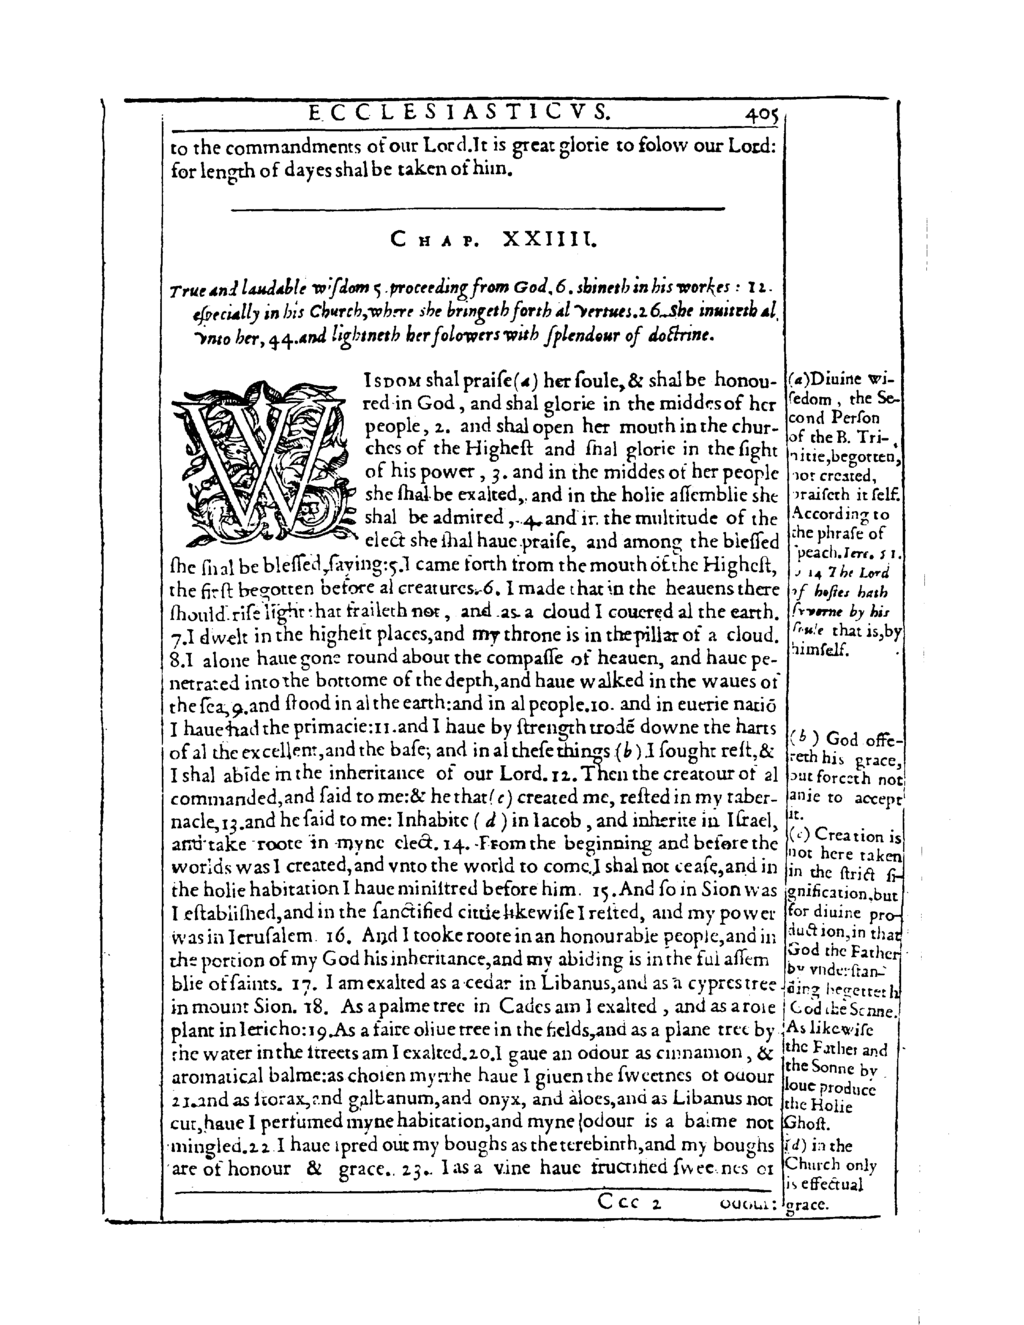 ECCLESIASTICVS. 405
to the commandments of our Lord. It is great glorie to folow our Lord:
for length of dayes shal be taken of him.
CHAP. XXIIII.
True and laudable wisdom 5. proceeding from God, 6. shineth in his workes: 12.
especially in his Church, where she bringeth forth al vertues. 26. She inuiteth al
vnto her, 44. and lightneth her folowers with splendour of doctrine.
WISDOM shal praiſe (a) her ſoule, & shal be honou-
red in God, and shal glorie in the middes of her
people, 2. and shal open her mouth in the chur-
ches of the Higheſt and ſhal glorie in the ſight
of his power, 3. and in the middes of her people
she ſhal be exalted, and in the holie aſſemblie she
shal be admired, 4. and in the multitude of the
elect she ſhal haue praiſe, and among the bleſſed
ſhe ſhal be bleſſed, ſaying: 5. I came forth from the mouth of the Higheſt,
the firſt begotten before al creatures. 6. I made that in the heauens there
ſhould riſe light that faileth not, and as a cloud I couered al the earth.
7. I dwelt in the higheſt places, and my throne is in the pillar of a cloud.
8. I alone haue gone round about the compaſſe of heauen, and haue pe-
netrated into the bottome of the depth, and haue walked in the waues of
the ſea, 9. and ſtood in al the earth: and in al people. 10. and in euerie natiō
I haue had the primacie: 11. and I haue by ſtrength trodē downe the harts
of al the excellent, and the baſe; and in al theſe things (b) I ſought reſt, &
I shal abide in the inheritance of our Lord. 12. Then the creatour of al
commanded, and ſaid to me: & he that (c) created me, reſted in my taber-
nacle, 13. and he ſaid to me: Inhabite (d) in Iacob, and inherite in Iſrael,
and take roote in myne elect. 14. From the beginning and before the
worlds was I created, and vnto the world to come I shal not ceaſe, and in
the holie habitation I haue miniſtred before him. 15. And ſo in Sion was
I eſtabliſhed, and in the ſanctified citie likewiſe I reſted, and my power
was in Ieruſalem. 16. And I tooke roote in an honourable people, and in
the portion of my God his inheritance, and my abiding is in the ful aſſem
blie of ſaints. 17. I am exalted as a cedar in Libanus, and as a cypres tree
in mount Sion. 18. As a palme tree in Cades am I exalted, and as a roſe
plant in Iericho: 19. As a faire oliue tree in the fields, and as a plane tree by
the water in the ſtreets am I exalted. 20. I gaue an odour as cinnamon, &
aromatical balme: as choſen myrrhe haue I giuen the ſweetnes of odour
21. and as ſtorax, and galbanum, and onyx, and aloes, and as Libanus not
cut, haue I perfumed myne habitation, and myne odour is a balme not
mingled. 22 I haue ſpred out my boughs as the terebinth, and my boughs
are of honour & grace. 23. I as a vine haue fructified ſweetnes of
Ccc 2 odour:
(a) Diuine wi-
ſedom, the Se-
cond Perſon
of the B. Tri-
nitie, begotten,
not created,
praiſeth it ſelf.
According to
the phraſe of
peach. Iere. 51.
v 14 The Lord
of hoſtes hath
ſworne by his
ſoule that is, by
himſelf.
(b) God offe-
reth his grace,
but forceth not
anie to accept
it.
(c) Creation is
not here taken
in the ſtrict ſi-
gnification, but
for diuine pro-
duction, in that
God the Father
by vnderſtan-
ding begetteth
God the Sonne.
As likewiſe
the Father and
the Sonne by
loue produce
the Holie
Ghoſt.
(d) in the
Church only
is effectual
grace.